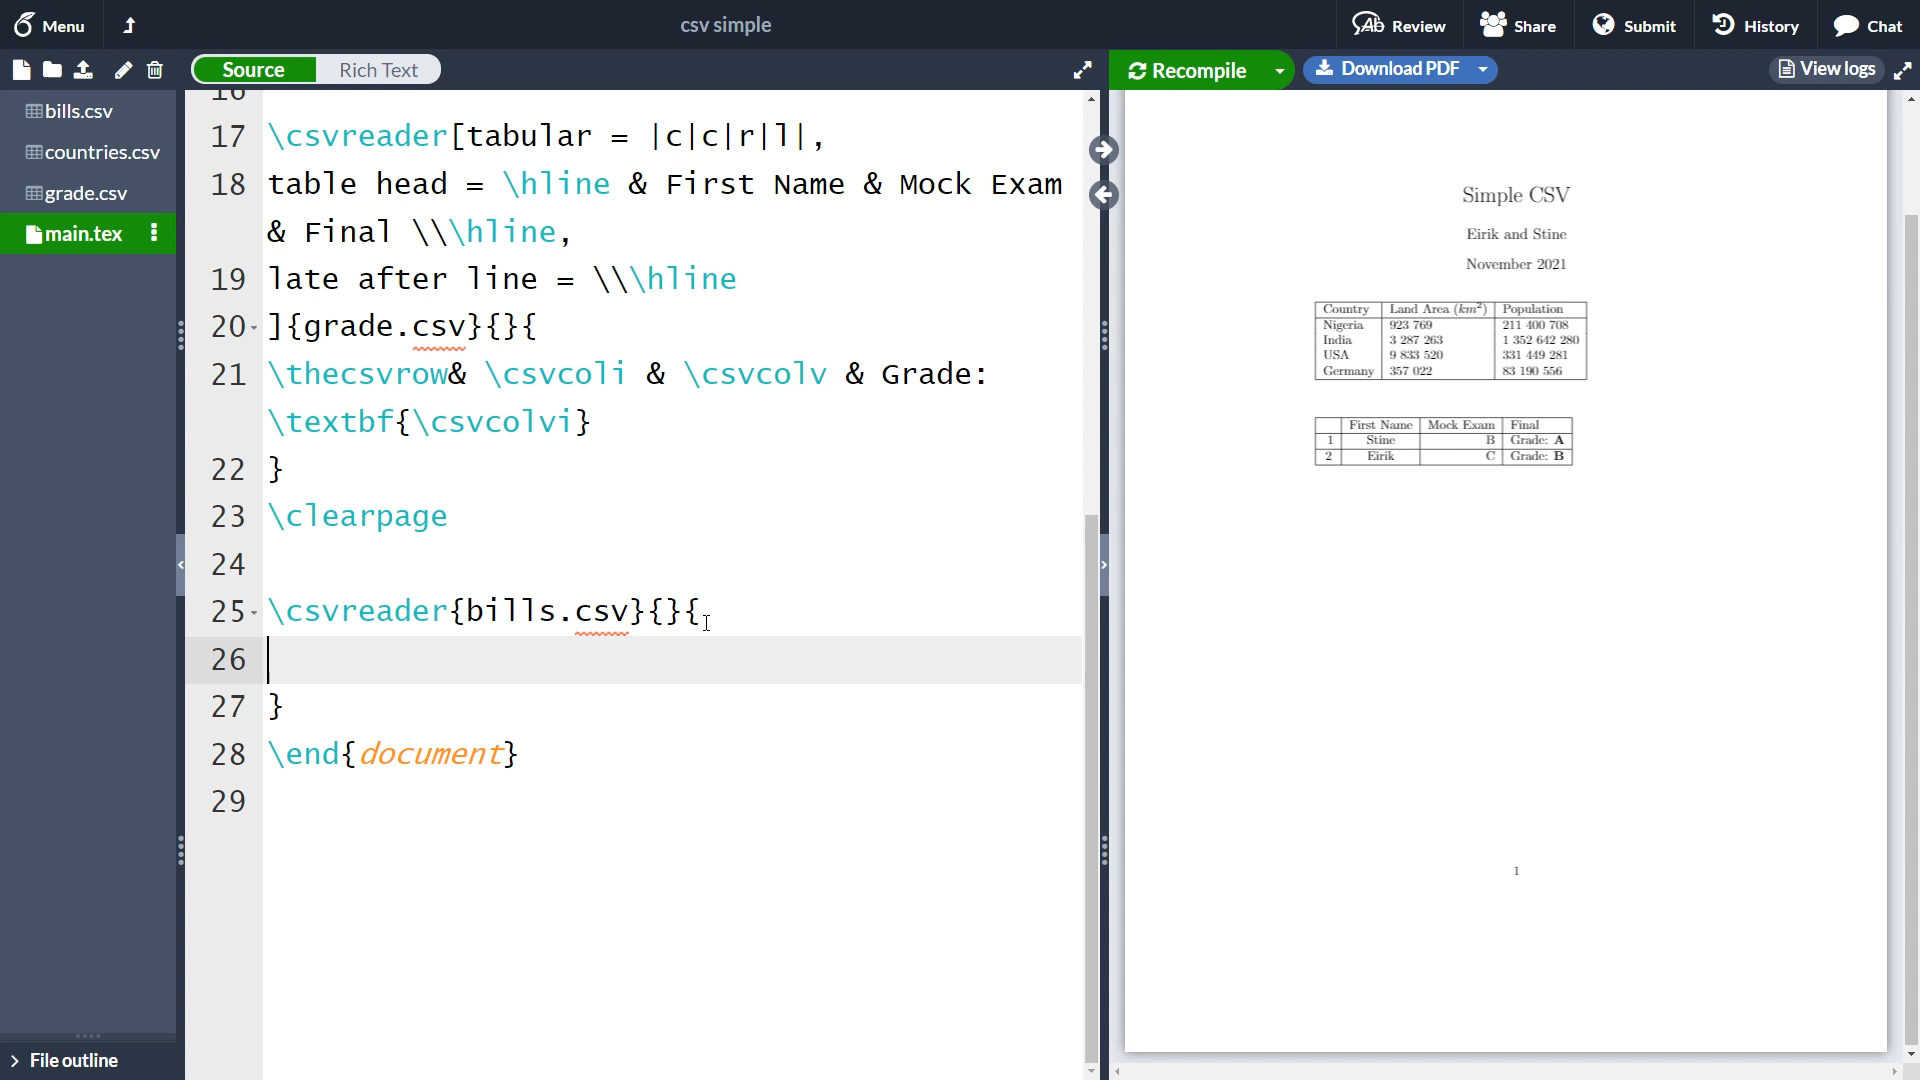 Menu
csv simple
Review
Share
Submit
History
Chat
Source
Rich Text
Recompile
Download PDF
View logs
bills.csv
countries.csv
grade.csv
main.tex
File outline
16
17 \csvreader[tabular = |c|c|r|l|,
18 table head = \hline & First Name & Mock Exam
& Final \\\hline,
19 late after line = \\\hline
20 ]{grade.csv}{}{
21 \thecsvrow& \csvcoli & \csvcolv & Grade:
\textbf{\csvcolvi}
22 }
23 \clearpage
24
25 \csvreader{bills.csv}{}{
26
27 }
28 \end{document}
29
Simple CSV
Eirik and Stine
November 2021
Country Land Area (km²) Population
Nigeria 923 769 211 400 708
India 3 287 263 1 352 642 280
USA 9 833 520 331 449 281
Germany 357 022 83 190 556
First Name Mock Exam Final
1 Stine B Grade: A
2 Eirik C Grade: B
1